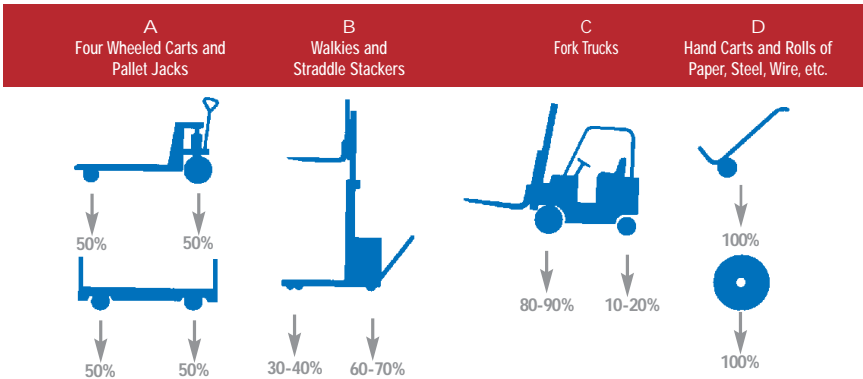 A
Four Wheeled Carts and
Pallet Jacks
B
Walkies and
Straddle Stackers
C
Fork Trucks
D
Hand Carts and Rolls of
Paper, Steel, Wire, etc.
50% 50%
100%
80-90% 10-20%
50% 50%
30-40% 60-70%
100%